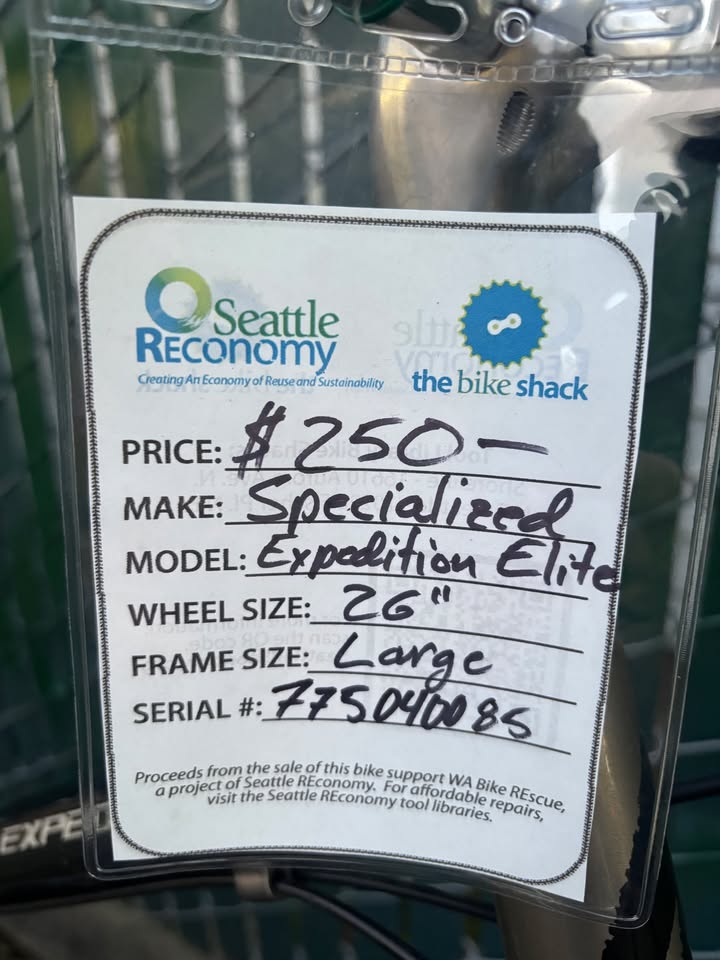 Seattle
REconomy
Creating An Economy of Reuse and Sustainability
the bike shack
PRICE: $250—
MAKE: Specialized
MODEL: Expedition Elite
WHEEL SIZE: 26"
FRAME SIZE: Large
SERIAL #: 775040085
Proceeds from the sale of this bike support WA Bike REscue,
a project of Seattle REconomy. For affordable repairs,
visit the Seattle REconomy tool libraries.
EXPED